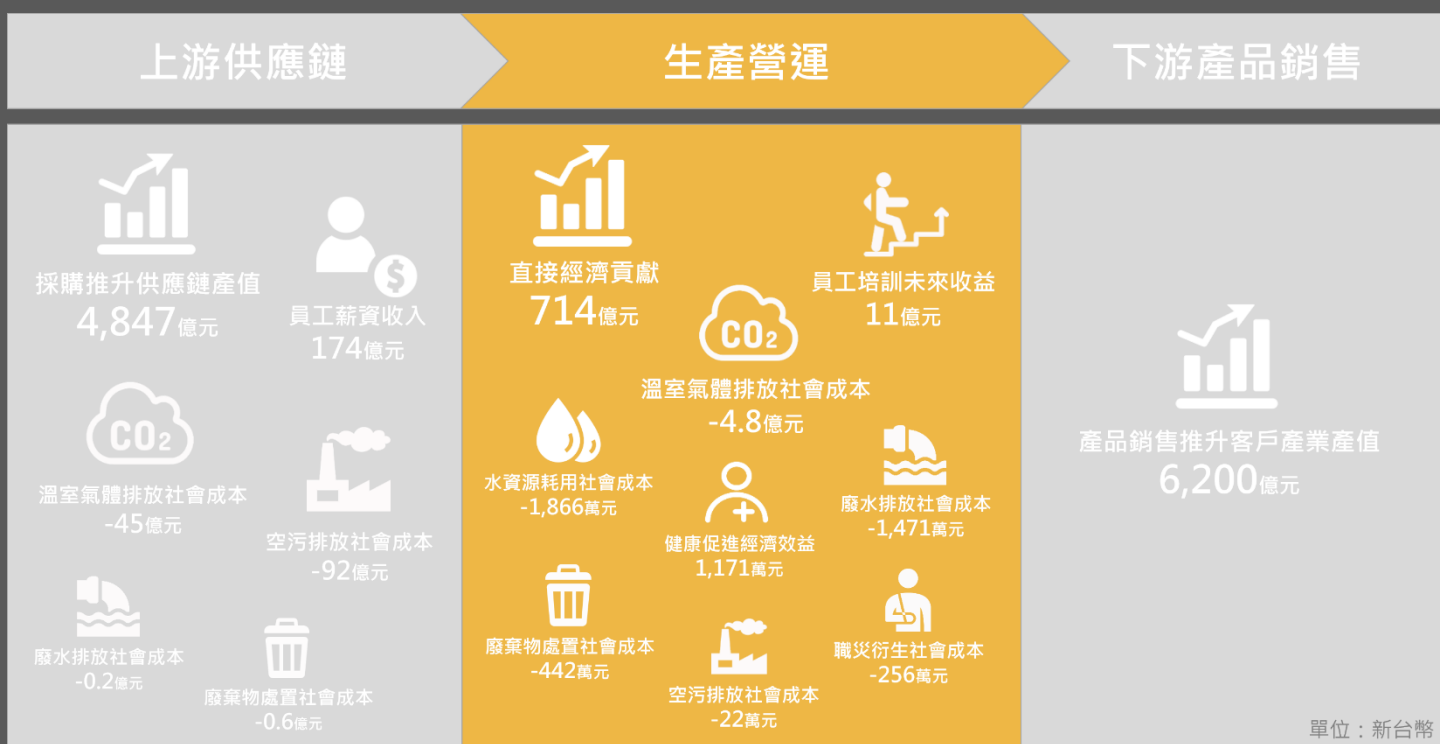 上游供應鏈
生產營運
下游產品銷售
採購推升供應鏈產值
4,847億元
員工薪資收入
174億元
CO₂
溫室氣體排放社會成本
-45億元
空污排放社會成本
-92億元
廢水排放社會成本
-0.2億元
廢棄物處置社會成本
-0.6億元
直接經濟貢獻
714億元
員工培訓未來收益
11億元
CO₂
溫室氣體排放社會成本
-4.8億元
水資源耗用社會成本
-1,866萬元
廢水排放社會成本
-1,471萬元
健康促進經濟效益
1,171萬元
廢棄物處置社會成本
-442萬元
職災衍生社會成本
-256萬元
空污排放社會成本
-22萬元
產品銷售推升客戶產業產值
6,200億元
單位：新台幣